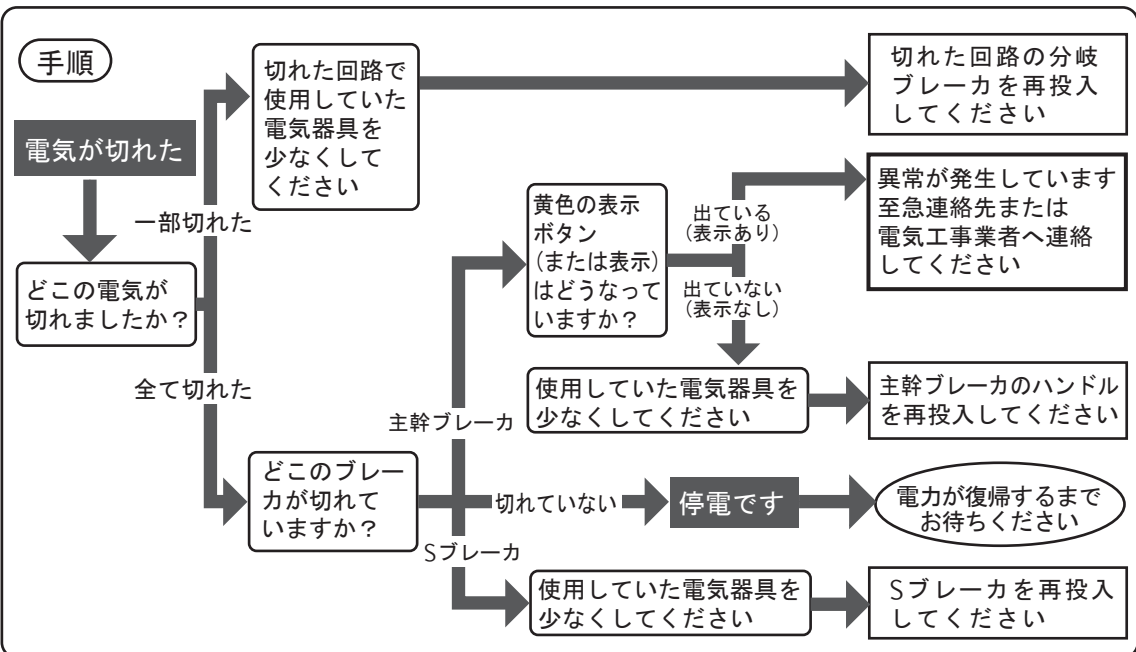 手順
電気が切れた
どこの電気が
切れましたか？
一部切れた
切れた回路で
使用していた
電気器具を
少なくして
ください
切れた回路の分岐
ブレーカを再投入
してください
全て切れた
どこのブレー
カが切れて
いますか？
主幹ブレーカ
黄色の表示
ボタン
(または表示)
はどうなって
いますか？
出ている
(表示あり)
異常が発生しています
至急連絡先または
電気工事業者へ連絡
してください
出ていない
(表示なし)
使用していた電気器具を
少なくしてください
主幹ブレーカのハンドル
を再投入してください
切れていない
停電です
電力が復帰するまで
お待ちください
Sブレーカ
使用していた電気器具を
少なくしてください
Sブレーカを再投入
してください